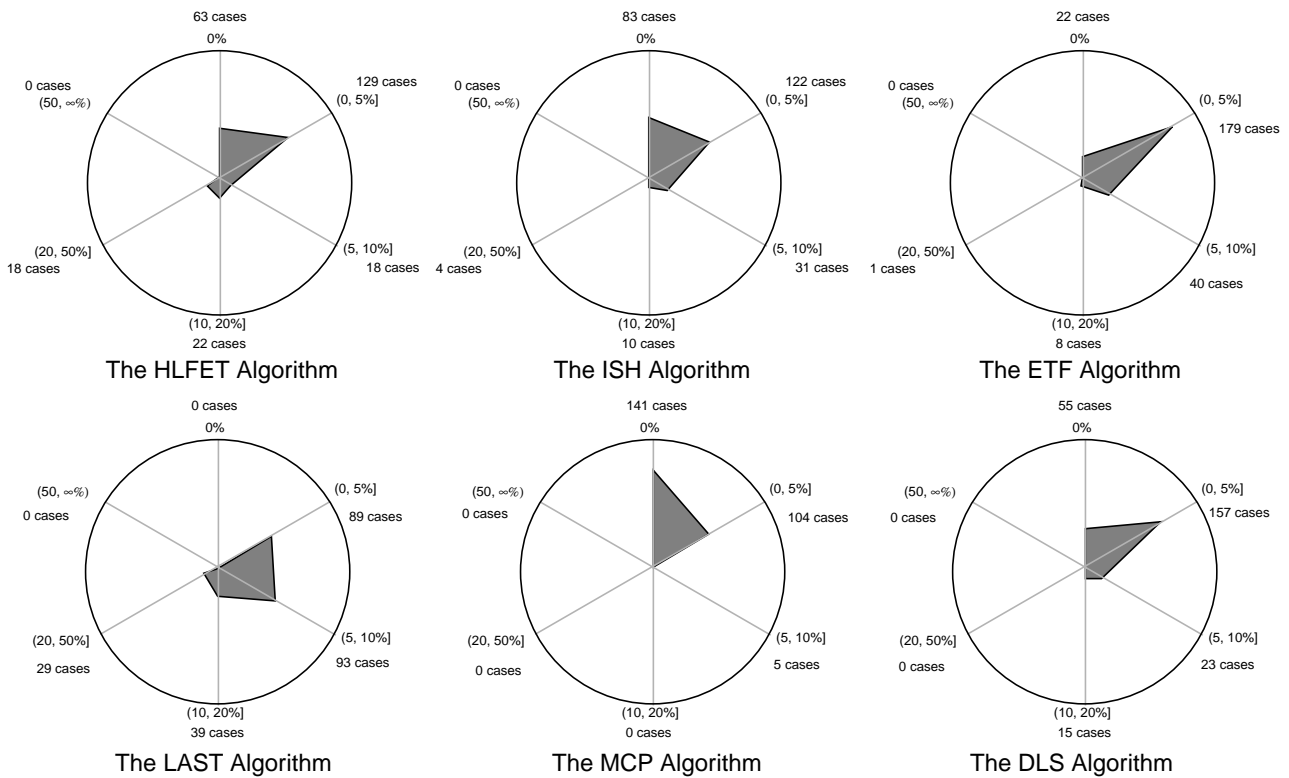 63 cases
0%
129 cases
(0, 5%]
0 cases
(50, ∞%)
(20, 50%]
18 cases
(5, 10%]
18 cases
(10, 20%]
22 cases
The HLFET Algorithm
83 cases
0%
122 cases
(0, 5%]
0 cases
(50, ∞%)
(20, 50%]
4 cases
(5, 10%]
31 cases
(10, 20%]
10 cases
The ISH Algorithm
22 cases
0%
(0, 5%]
179 cases
0 cases
(50, ∞%)
(20, 50%]
1 cases
(5, 10%]
40 cases
(10, 20%]
8 cases
The ETF Algorithm
0 cases
0%
(0, 5%]
89 cases
(50, ∞%)
0 cases
(20, 50%]
29 cases
(5, 10%]
93 cases
(10, 20%]
39 cases
The LAST Algorithm
141 cases
0%
(0, 5%]
104 cases
(50, ∞%)
0 cases
(20, 50%]
0 cases
(5, 10%]
5 cases
(10, 20%]
0 cases
The MCP Algorithm
55 cases
0%
(0, 5%]
157 cases
(50, ∞%)
0 cases
(20, 50%]
0 cases
(5, 10%]
23 cases
(10, 20%]
15 cases
The DLS Algorithm